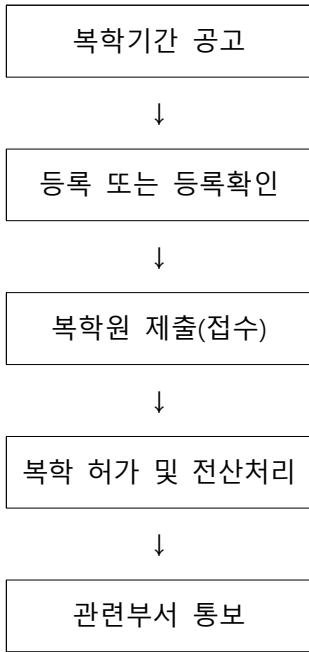 복학기간 공고
↓
등록 또는 등록확인
↓
복학원 제출(접수)
↓
복학 허가 및 전산처리
↓
관련부서 통보